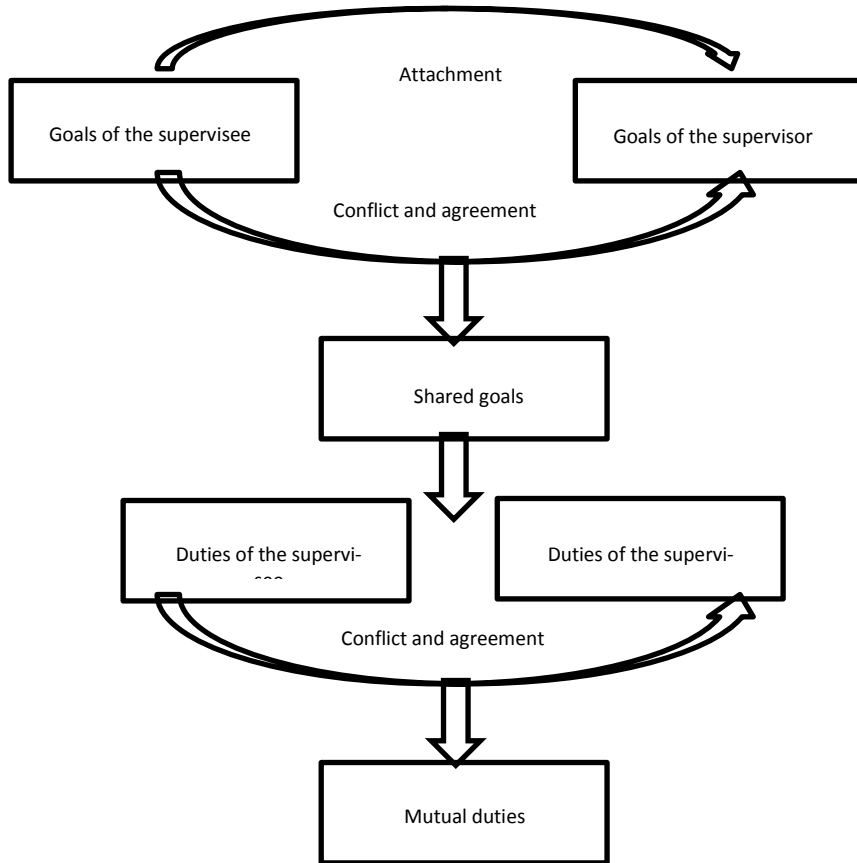 Attachment
Goals of the supervisee
Goals of the supervisor
Conflict and agreement
Shared goals
Duties of the supervi-
Duties of the supervi-
Conflict and agreement
Mutual duties